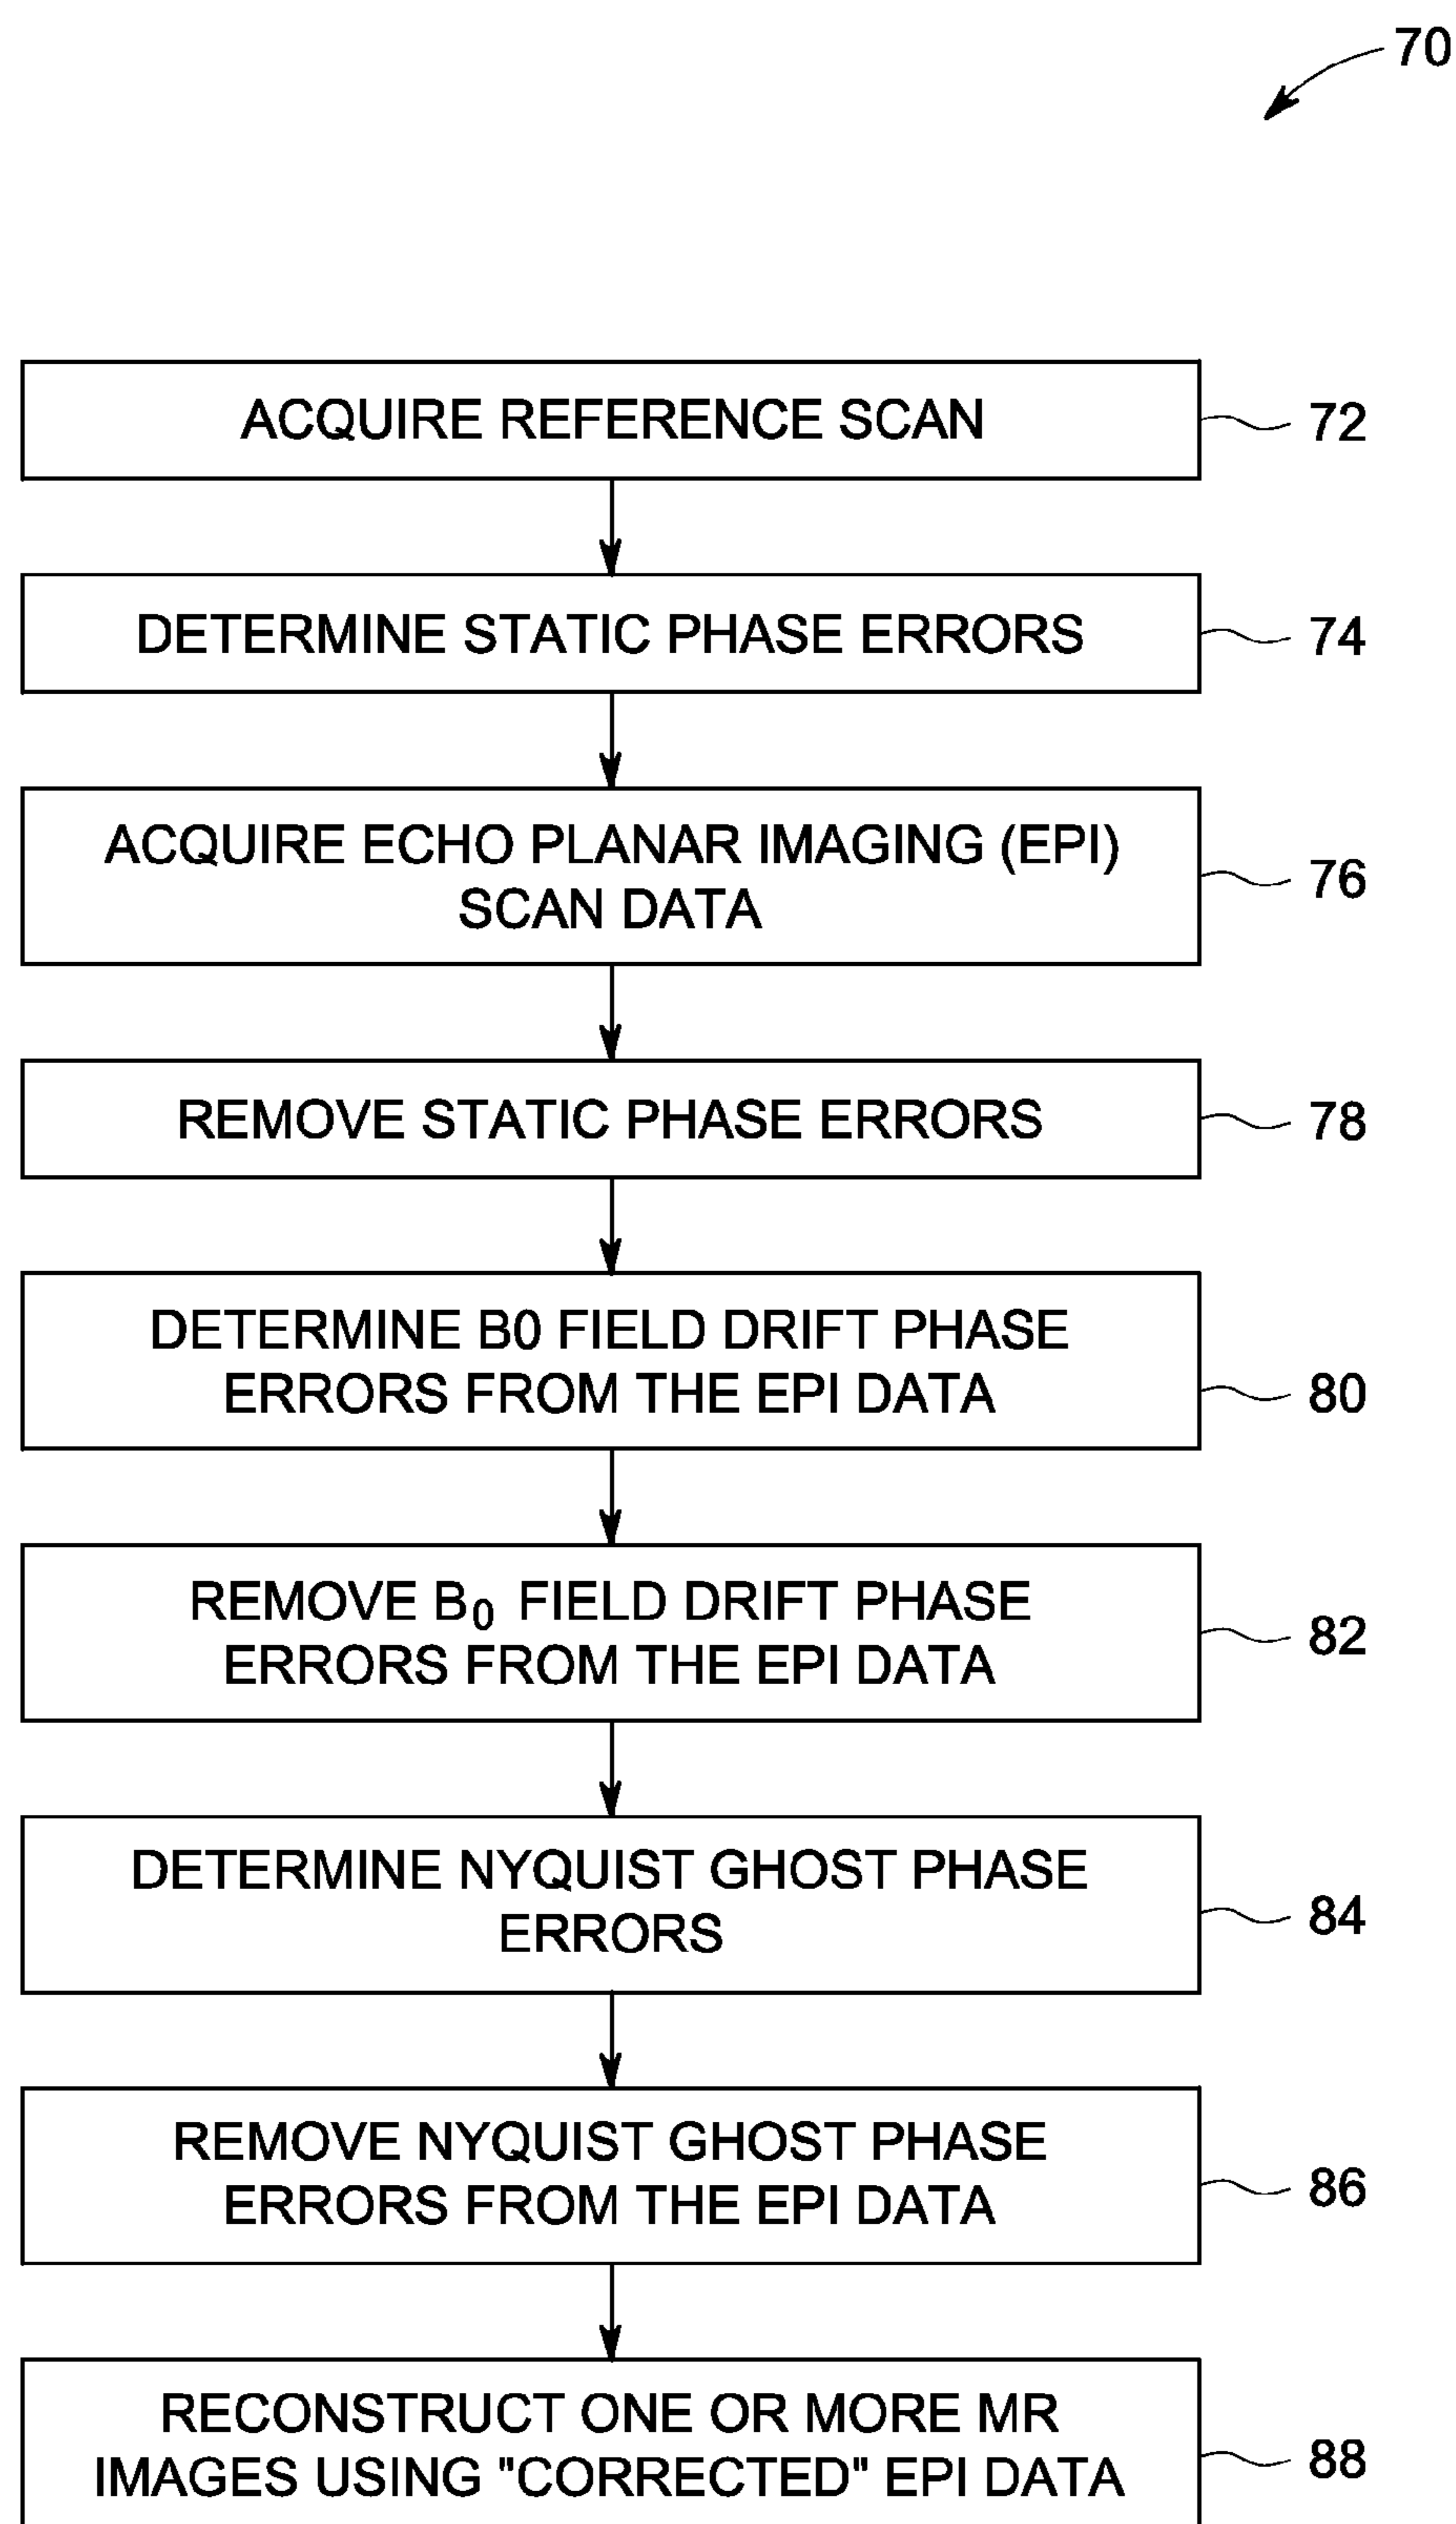 70
ACQUIRE REFERENCE SCAN
72
DETERMINE STATIC PHASE ERRORS
74
ACQUIRE ECHO PLANAR IMAGING (EPI)
SCAN DATA
76
REMOVE STATIC PHASE ERRORS
78
DETERMINE B0 FIELD DRIFT PHASE
ERRORS FROM THE EPI DATA
80
REMOVE B₀ FIELD DRIFT PHASE
ERRORS FROM THE EPI DATA
82
DETERMINE NYQUIST GHOST PHASE
ERRORS
84
REMOVE NYQUIST GHOST PHASE
ERRORS FROM THE EPI DATA
86
RECONSTRUCT ONE OR MORE MR
IMAGES USING "CORRECTED" EPI DATA
88